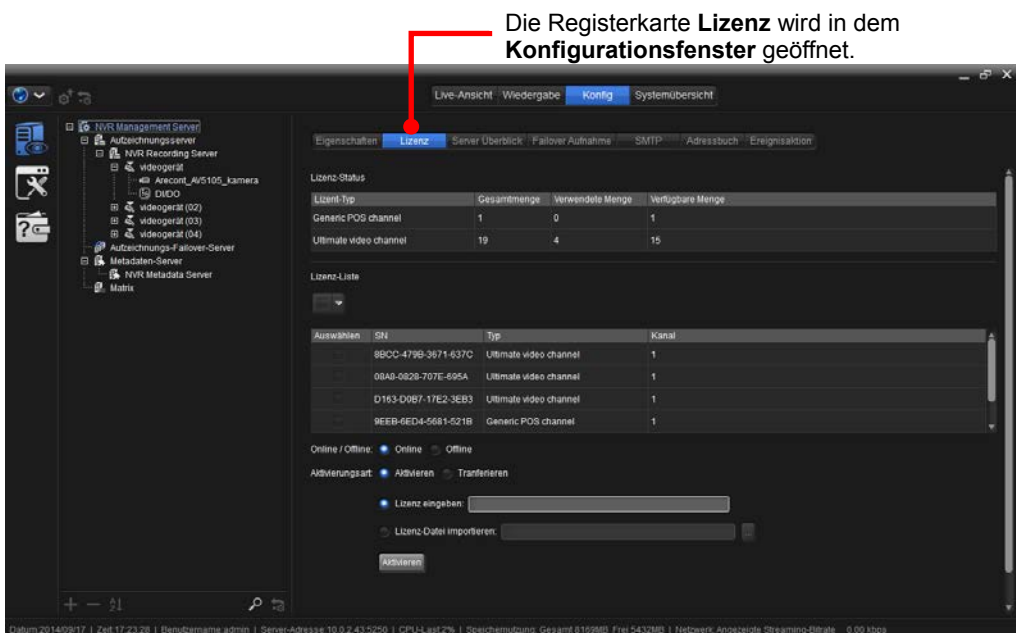 Die Registerkarte Lizenz wird in dem
Konfigurationsfenster geöffnet.
Live-Ansicht Wiedergabe Konfig Systemübersicht
NVR Management Server
Aufzeichnungsserver
NVR Recording Server
videogerät
Arecont_AV5105_kamera
DI/DO
videogerät (02)
videogerät (03)
videogerät (04)
Aufzeichnungs-Failover-Server
Metadaten-Server
NVR Metadata Server
Matrix
Eigenschaften Lizenz Server Überblick Failover Aufnahme SMTP Adressbuch Ereignisaktion
Lizenz-Status
Lizent-Typ Gesamtmenge Verwendete Menge Verfügbare Menge
Generic POS channel 1 0 1
Ultimate video channel 19 4 15
Lizenz-Liste
Auswählen SN Typ Kanal
8BCC-479B-3671-637C Ultimate video channel 1
08A8-0828-707E-695A Ultimate video channel 1
D163-D0B7-17E2-3EB3 Ultimate video channel 1
9EEB-6ED4-5681-521B Generic POS channel 1
Online / Offline: Online Offline
Aktivierungsart: Aktivieren Tranferieren
Lizenz eingeben:
Lizenz-Datei importieren: ...
Aktivieren
Datum:2014/09/17 | Zeit:17:23:28 | Benutzername:admin | Server-Adresse:10.0.2.43:5250 | CPU-Last:2% | Speichernutzung: Gesamt 8169MB, Frei 5432MB | Netzwerk: Angezeigte Streaming-Bitrate 0.00 kbps